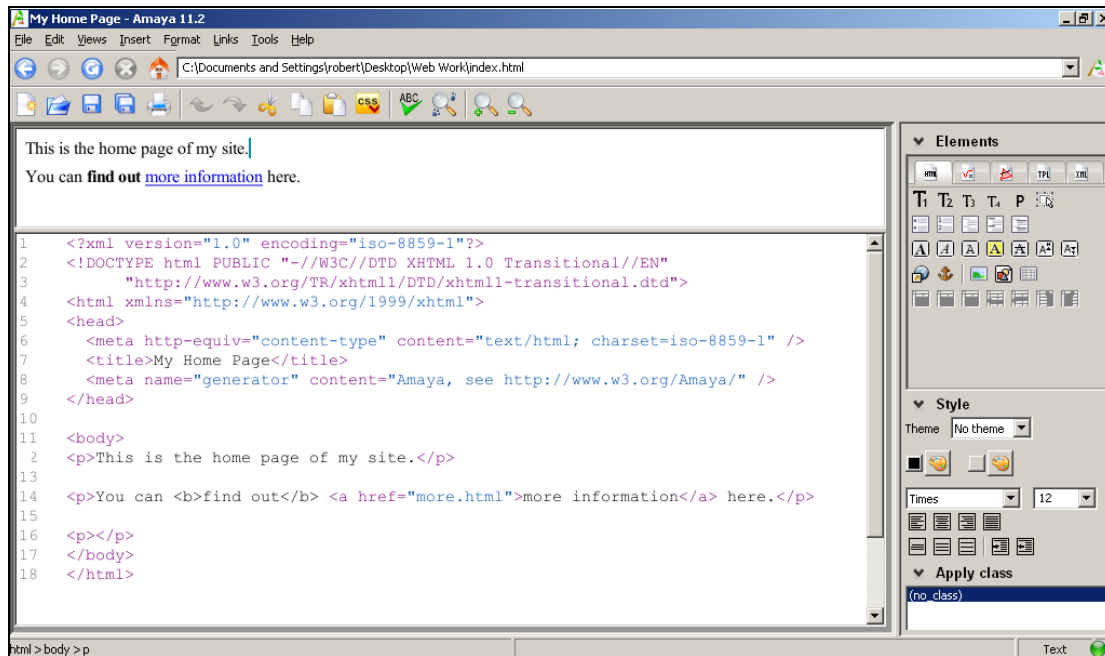 My Home Page - Amaya 11.2
File Edit Views Insert Format Links Tools Help
C:\Documents and Settings\robert\Desktop\Web Work\index.html
CSS ABC
This is the home page of my site.
You can find out more information here.
1 <?xml version="1.0" encoding="iso-8859-1"?>
2 <!DOCTYPE html PUBLIC "-//W3C//DTD XHTML 1.0 Transitional//EN"
3 "http://www.w3.org/TR/xhtml1/DTD/xhtml1-transitional.dtd">
4 <html xmlns="http://www.w3.org/1999/xhtml">
5 <head>
6 <meta http-equiv="content-type" content="text/html; charset=iso-8859-1" />
7 <title>My Home Page</title>
8 <meta name="generator" content="Amaya, see http://www.w3.org/Amaya/" />
9 </head>
10
11 <body>
2 <p>This is the home page of my site.</p>
13
14 <p>You can <b>find out</b> <a href="more.html">more information</a> here.</p>
15
16 <p></p>
17 </body>
18 </html>
Elements
HTML TPL XML
T1 T2 T3 T4 P
A A A A A A A
Style
Theme No theme
Times 12
Apply class
(no_class)
html > body > p Text